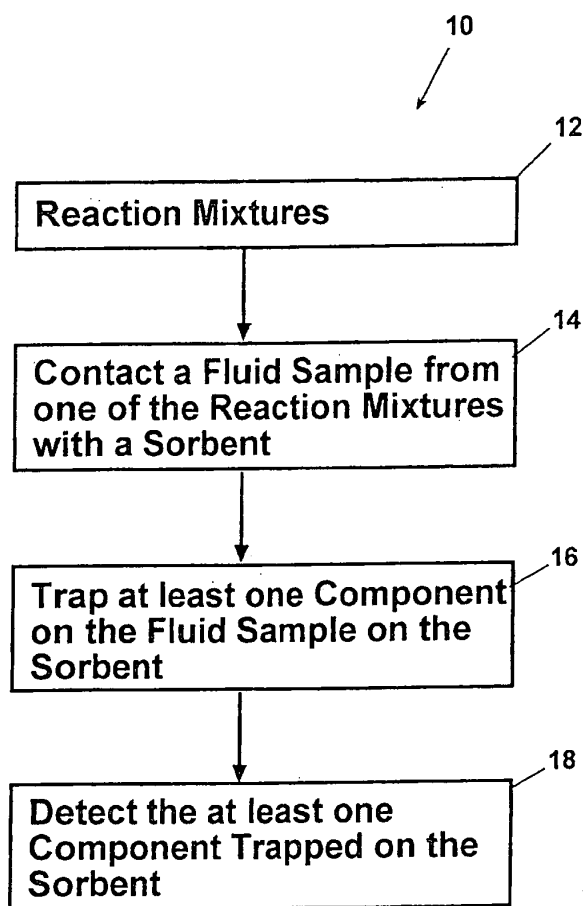 10
12
Reaction Mixtures
14
Contact a Fluid Sample from
one of the Reaction Mixtures
with a Sorbent
16
Trap at least one Component
on the Fluid Sample on the
Sorbent
18
Detect the at least one
Component Trapped on the
Sorbent